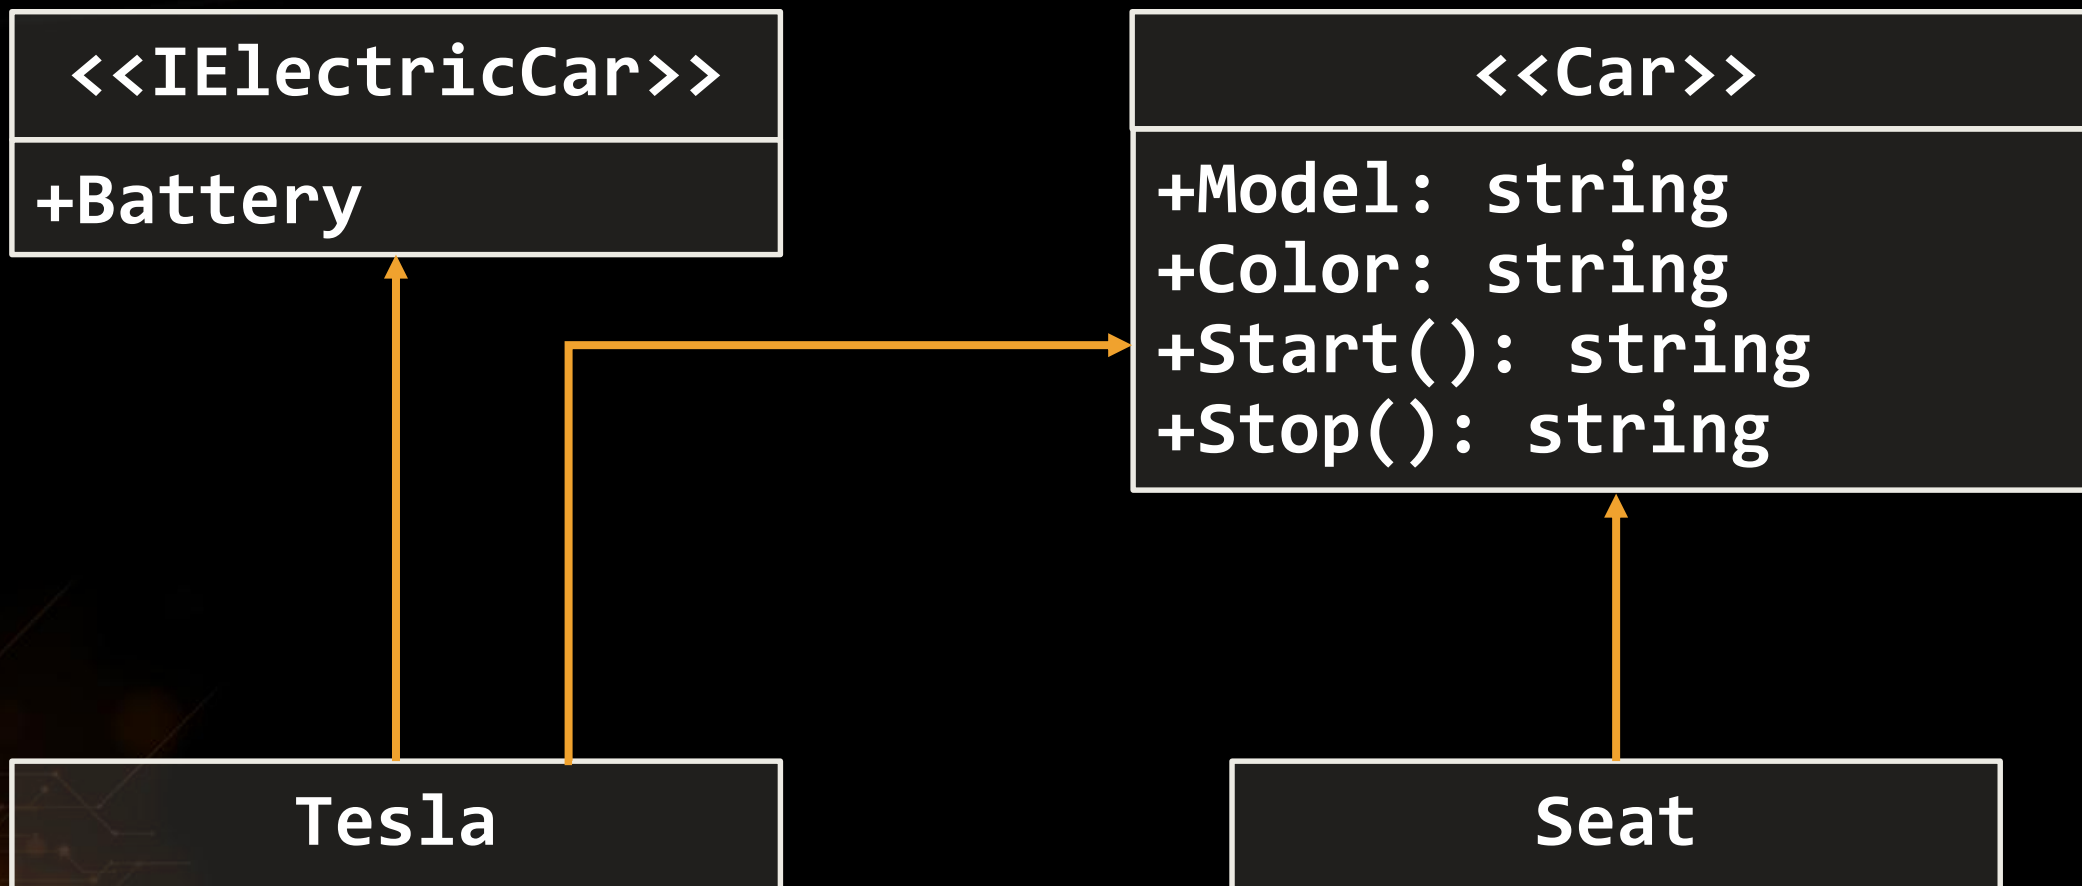 <<IElectricCar>>
+Battery
<<Car>>
+Model: string
+Color: string
+Start(): string
+Stop(): string
Tesla
Seat